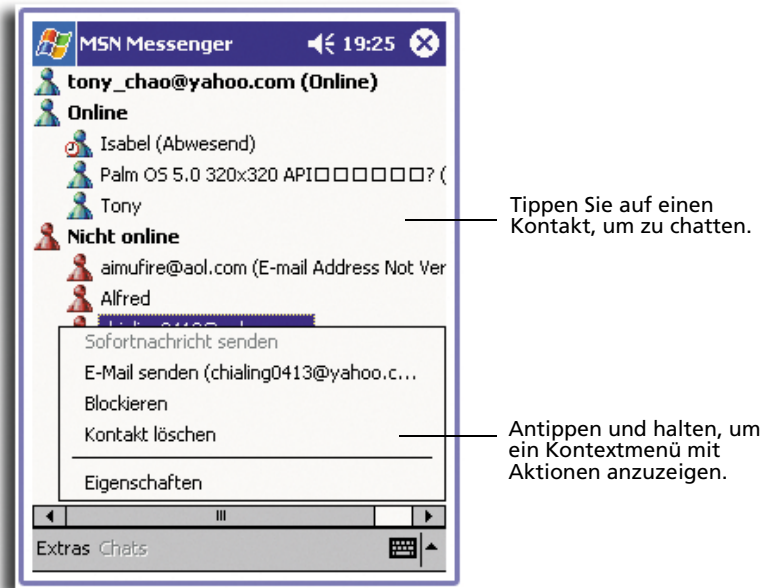 MSN Messenger 19:25
tony_chao@yahoo.com (Online)
Online
Isabel (Abwesend)
Palm OS 5.0 320x320 API□□□□□□? (
Tony
Nicht online
aimufire@aol.com (E-mail Address Not Ver
Alfred
Sofortnachricht senden
E-Mail senden (chialing0413@yahoo.c...
Blockieren
Kontakt löschen
Eigenschaften
Extras Chats
Tippen Sie auf einen
Kontakt, um zu chatten.
Antippen und halten, um
ein Kontextmenü mit
Aktionen anzuzeigen.